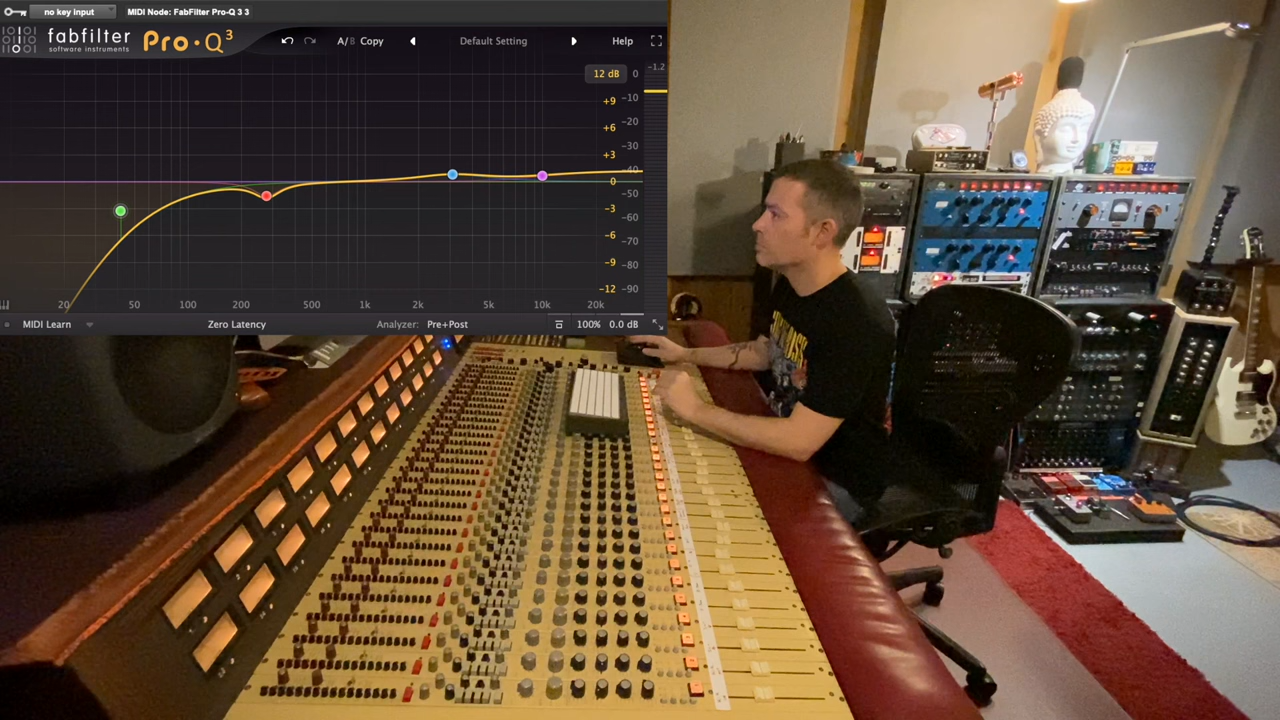 no key input
MIDI Node: FabFilter Pro-Q 3 3
fabfilter
software instruments
Pro·Q3
A/B Copy
Default Setting
Help
12 dB
0
-1.2
+9
-10
+6
-20
+3
-30
0
-40
-3
-50
-6
-60
-9
-70
-12
-80
-90
20
50
100
200
500
1k
2k
5k
10k
20k
MIDI Learn
Zero Latency
Analyzer:
Pre+Post
100%
0.0 dB